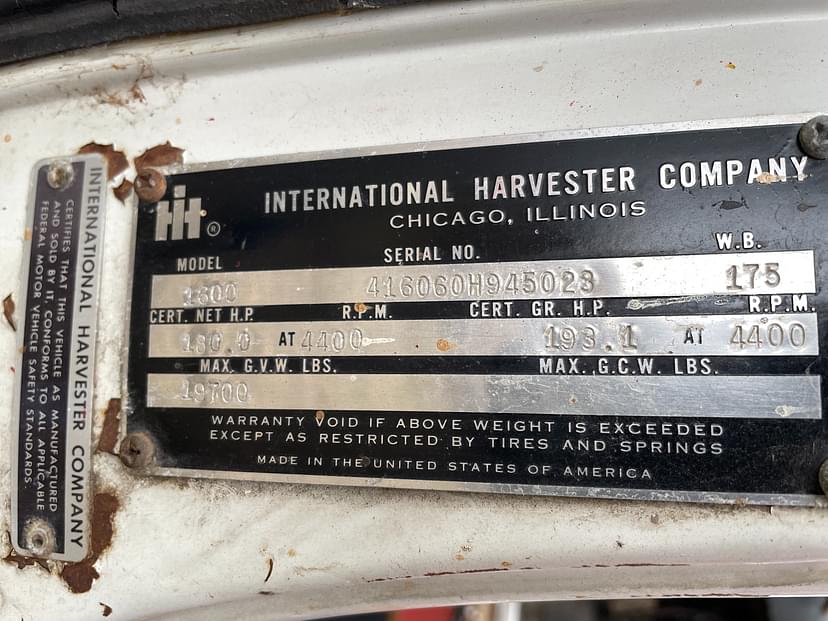 INTERNATIONAL HARVESTER COMPANY
CERTIFIES THAT THIS VEHICLE AS MANUFACTURED
AND SOLD BY IT, CONFORMS TO ALL APPLICABLE
FEDERAL MOTOR VEHICLE SAFETY STANDARDS.
IH ®
INTERNATIONAL HARVESTER COMPANY
CHICAGO, ILLINOIS
MODEL SERIAL NO. W.B.
1600 416060H945023 175
CERT. NET H.P. R.P.M. CERT. GR. H.P. R.P.M.
180.0 AT 4400 193.1 AT 4400
MAX. G.V.W. LBS. MAX. G.C.W. LBS.
19700
WARRANTY VOID IF ABOVE WEIGHT IS EXCEEDED
EXCEPT AS RESTRICTED BY TIRES AND SPRINGS
MADE IN THE UNITED STATES OF AMERICA